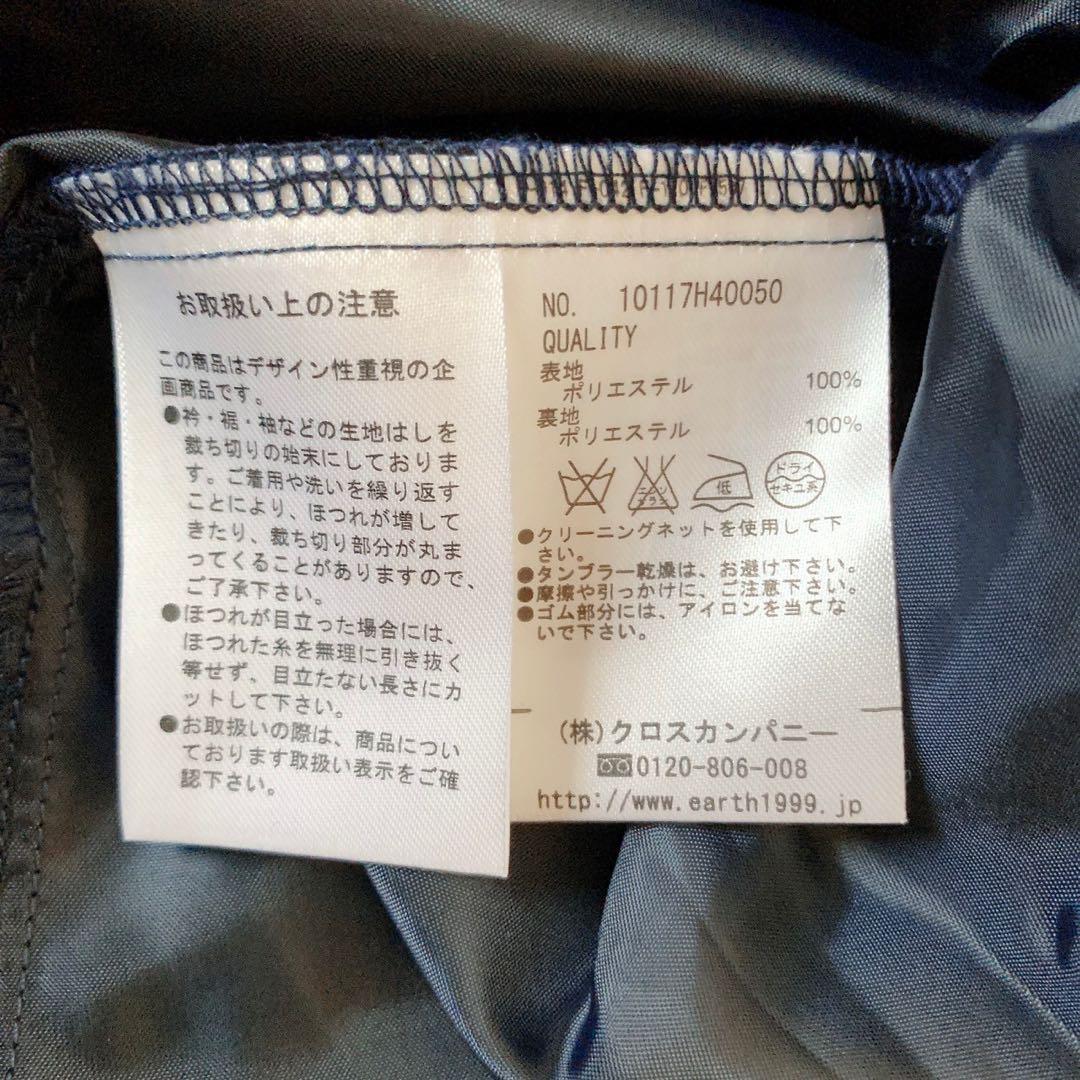 お取扱い上の注意
この商品はデザイン性重視の企
画商品です。
●衿・裾・袖などの生地はしを
裁ち切りの始末にしておりま
す。ご着用や洗いを繰り返す
ことにより、ほつれが増して
きたり、裁ち切り部分が丸ま
ってくることがありますので、
ご了承下さい。
●ほつれが目立った場合には、
ほつれた糸を無理に引き抜く
等せず、目立たない長さにカ
ットして下さい。
●お取扱いの際は、商品につい
ております取扱い表示をご確
認下さい。
NO. 10117H40050
QUALITY
表地
ポリエステル 100%
裏地
ポリエステル 100%
低
ドライ
セキユ系
●クリーニングネットを使用して下
さい。
●タンブラー乾燥は、お避け下さい。
●摩擦や引っかけに、ご注意下さい。
●ゴム部分には、アイロンを当てな
いで下さい。
(株)クロスカンパニー
0120-806-008
http://www.earth1999.jp